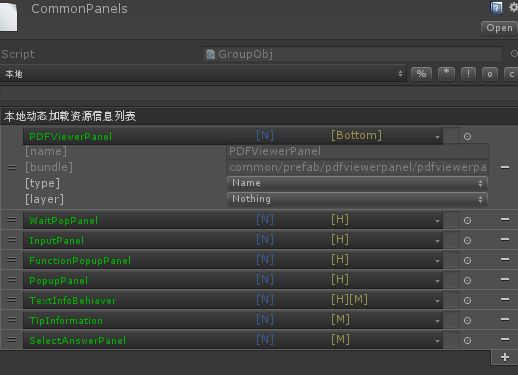 CommonPanels
Open
Script GroupObj
本地 % * ! o c
本地动态加载资源信息列表
PDFViewerPanel [N] [Bottom]
[name] PDFViewerPanel
[bundle] common/prefab/pdfviewerpanel/pdfviewerpa
[type] Name
[layer] Nothing
WaitPopPanel [N] [H]
InputPanel [N] [H]
FunctionPopupPanel [N] [H]
PopupPanel [N] [H]
TextInfoBehiaver [N] [H][M]
TipInformation [N] [M]
SelectAnswerPanel [N] [M]